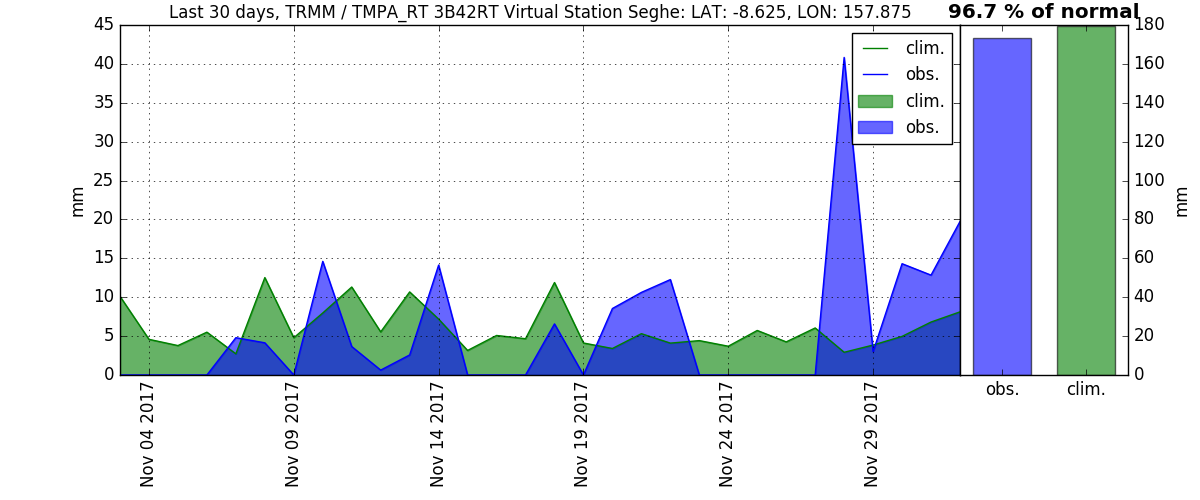 Last 30 days, TRMM / TMPA_RT 3B42RT Virtual Station Seghe: LAT: -8.625, LON: 157.875
96.7 % of normal
45
40
35
30
25
20
15
10
5
0
mm
clim.
obs.
clim.
obs.
Nov 04 2017
Nov 09 2017
Nov 14 2017
Nov 19 2017
Nov 24 2017
Nov 29 2017
180
160
140
120
100
80
60
40
20
0
mm
obs.
clim.